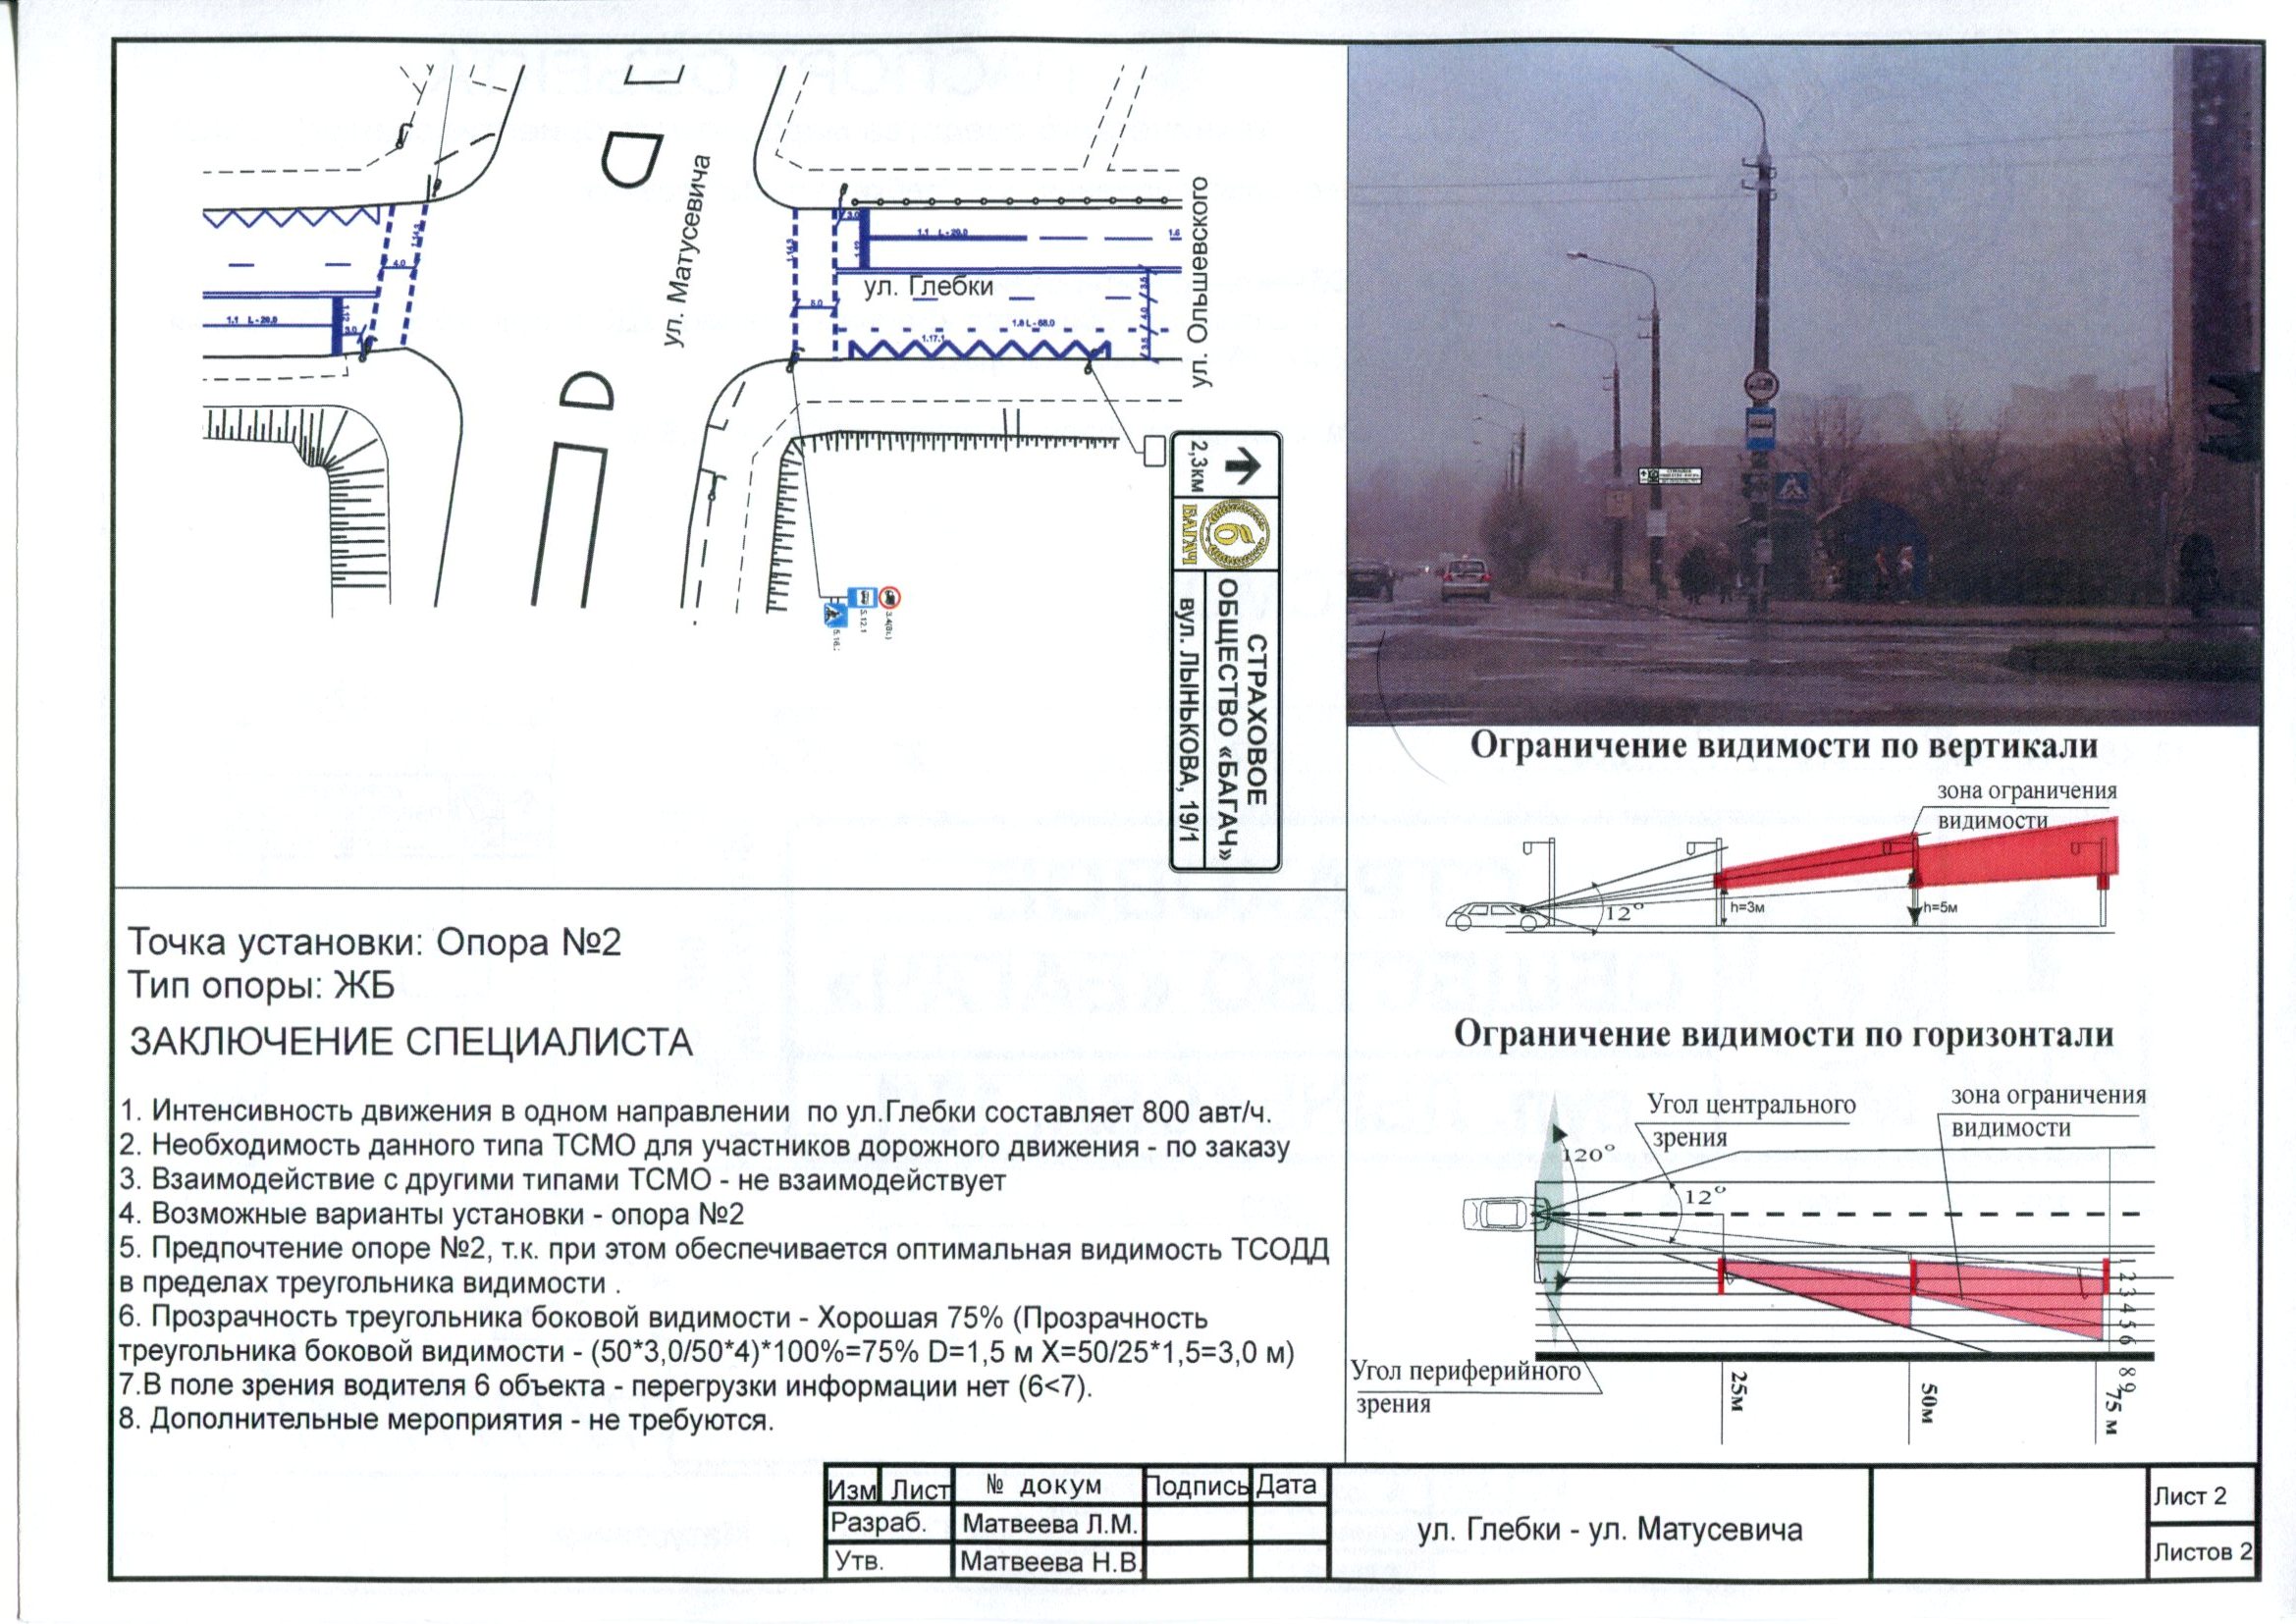 ул. Матусевича
ул. Глебки
ул. Ольшевского
1.1 L-20.0
1.6
3.0
4.0
5.0
1.12
3.0
1.1 L-20.0
1.8 L-68.0
1.17.1
3.5
4.0
3.5
2,3км
БАГАЧ
СТРАХОВОЕ
ОБЩЕСТВО «БАГАЧ»
вул. ЛЫНЬКОВА, 19/1
5.12.1
Ограничение видимости по вертикали
зона ограничения
видимости
12°
h=3м
h=5м
Ограничение видимости по горизонтали
Угол центрального
зрения
зона ограничения
видимости
120°
12°
Угол периферийного
зрения
25м
50м
75 м
1 2 3 4 5 6 8 9
Точка установки: Опора №2
Тип опоры: ЖБ
ЗАКЛЮЧЕНИЕ СПЕЦИАЛИСТА
1. Интенсивность движения в одном направлении по ул.Глебки составляет 800 авт/ч.
2. Необходимость данного типа ТСМО для участников дорожного движения - по заказу
3. Взаимодействие с другими типами ТСМО - не взаимодействует
4. Возможные варианты установки - опора №2
5. Предпочтение опоре №2, т.к. при этом обеспечивается оптимальная видимость ТСОДД
в пределах треугольника видимости .
6. Прозрачность треугольника боковой видимости - Хорошая 75% (Прозрачность
треугольника боковой видимости - (50*3,0/50*4)*100%=75% D=1,5 м X=50/25*1,5=3,0 м)
7.В поле зрения водителя 6 объекта - перегрузки информации нет (6<7).
8. Дополнительные мероприятия - не требуются.
Изм Лист № докум Подпись Дата
Разраб. Матвеева Л.М.
Утв. Матвеева Н.В.
ул. Глебки - ул. Матусевича
Лист 2
Листов 2